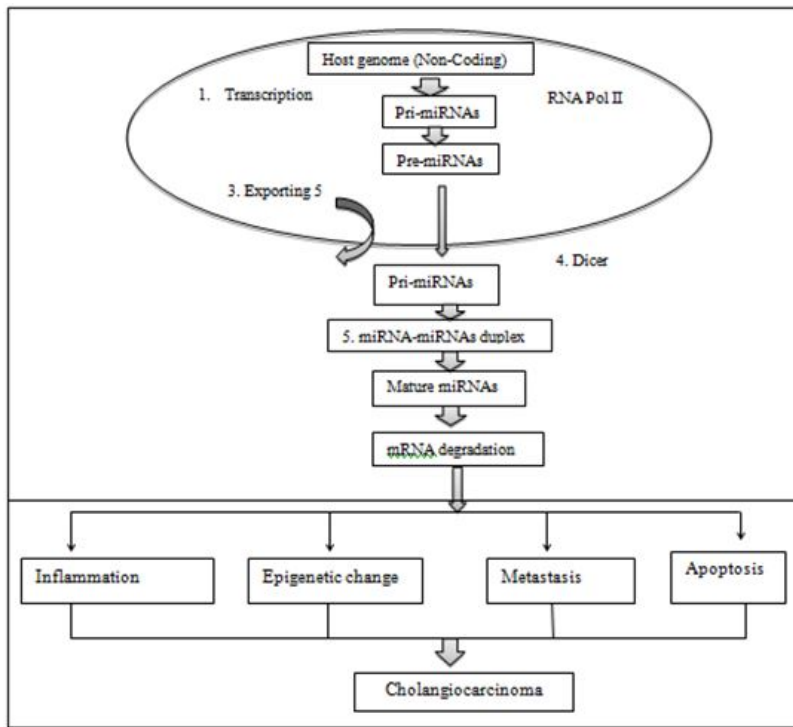 Host genome (Non-Coding)
1. Transcription
RNA Pol II
Pri-miRNAs
Pre-miRNAs
3. Exporting 5
4. Dicer
Pri-miRNAs
5. miRNA-miRNAs duplex
Mature miRNAs
mRNA degradation
Inflammation
Epigenetic change
Metastasis
Apoptosis
Cholangiocarcinoma